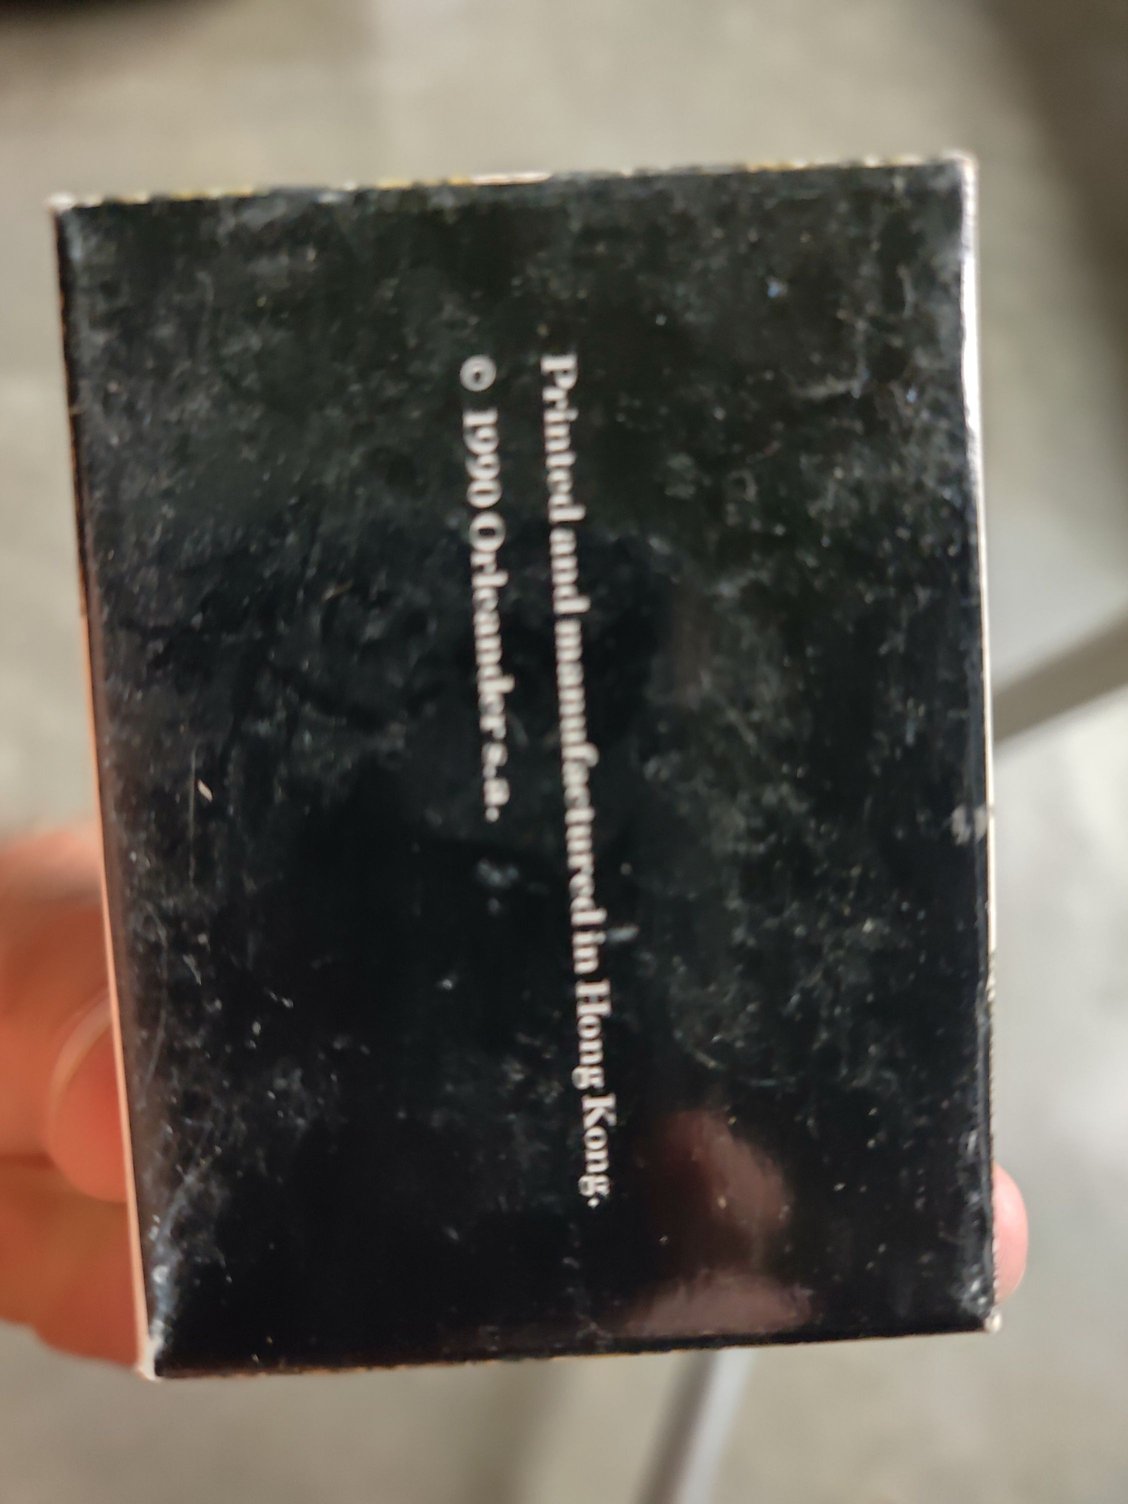 Printed and manufactured in Hong Kong.
© 1990 Orleander s.a.